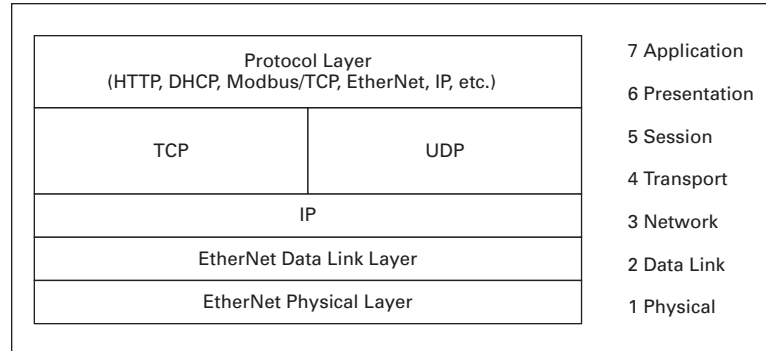 Protocol Layer
(HTTP, DHCP, Modbus/TCP, EtherNet, IP, etc.)
TCP
UDP
IP
EtherNet Data Link Layer
EtherNet Physical Layer
7 Application
6 Presentation
5 Session
4 Transport
3 Network
2 Data Link
1 Physical